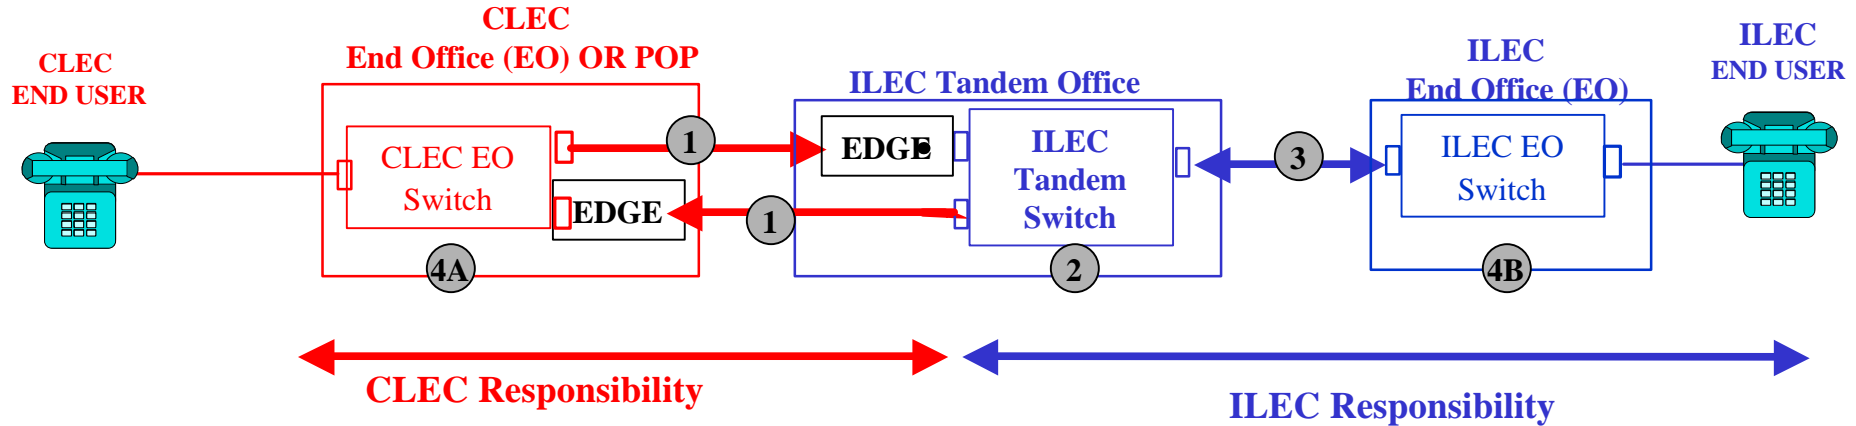 CLEC
END USER
CLEC
End Office (EO) OR POP
CLEC EO
Switch
EDGE
4A
1
1
ILEC Tandem Office
EDGE
ILEC
Tandem
Switch
2
3
ILEC
End Office (EO)
ILEC EO
Switch
4B
ILEC
END USER
CLEC Responsibility
ILEC Responsibility